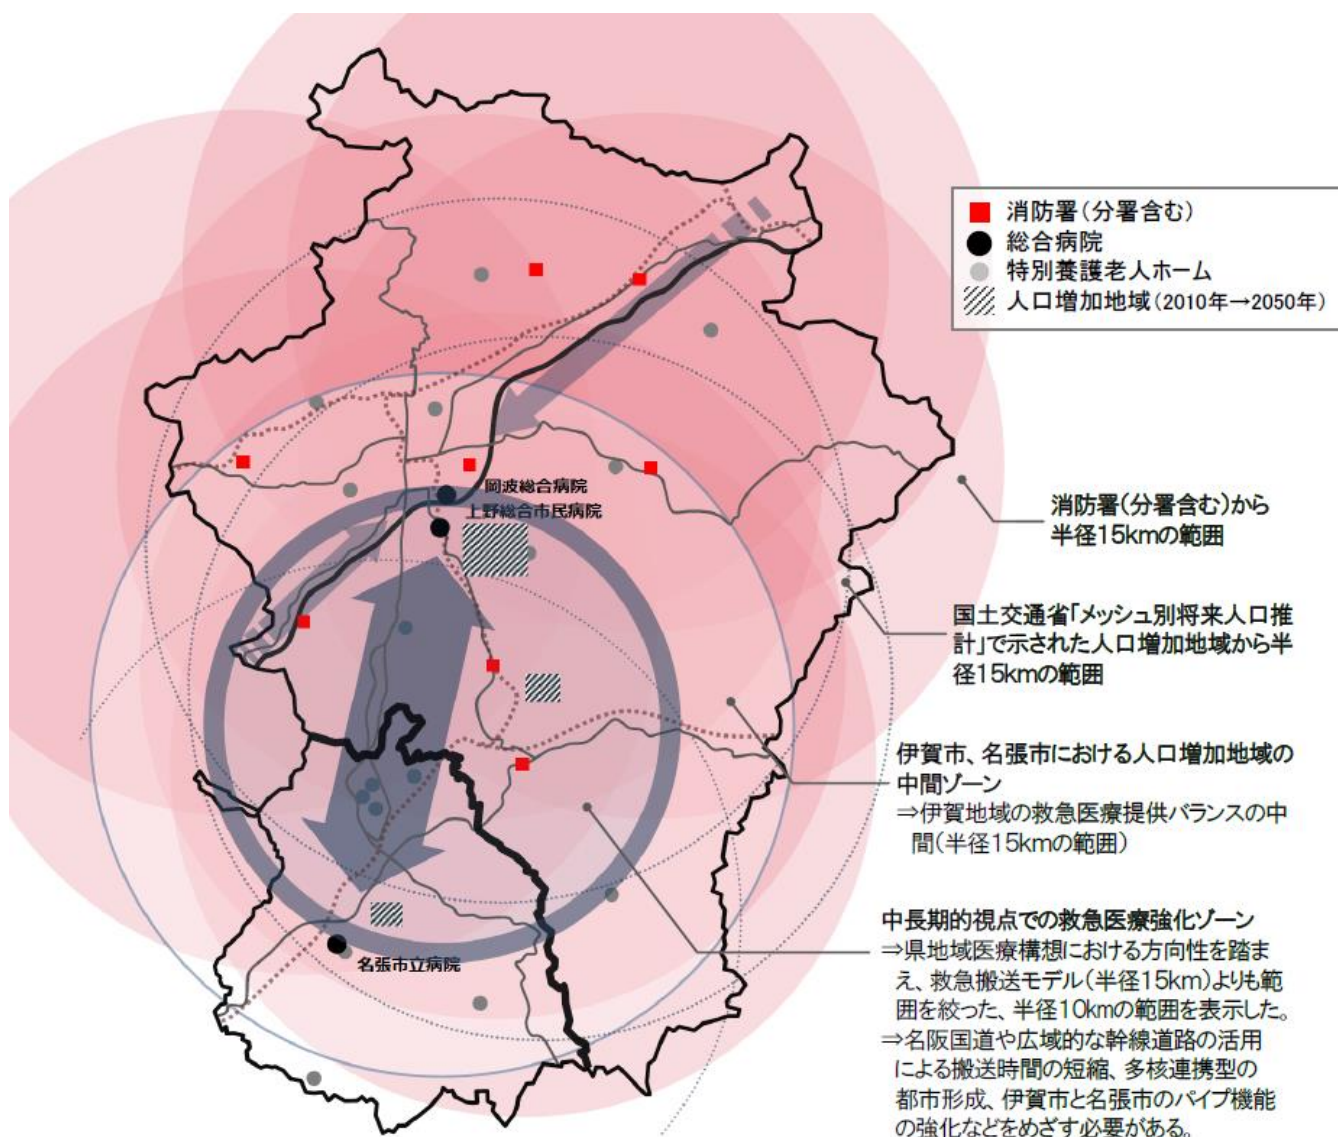 消防署(分署含む)
総合病院
特別養護老人ホーム
人口増加地域(2010年→2050年)
岡波総合病院
上野総合市民病院
消防署(分署含む)から
半径15kmの範囲
国土交通省「メッシュ別将来人口推
計」で示された人口増加地域から半
径15kmの範囲
伊賀市、名張市における人口増加地域の
中間ゾーン
⇒伊賀地域の救急医療提供バランスの中
間(半径15kmの範囲)
中長期的視点での救急医療強化ゾーン
⇒県地域医療構想における方向性を踏ま
え、救急搬送モデル(半径15km)よりも範
囲を絞った、半径10kmの範囲を表示した。
⇒名阪国道や広域的な幹線道路の活用
による搬送時間の短縮、多核連携型の
都市形成、伊賀市と名張市のパイプ機能
の強化などをめざす必要がある。
名張市立病院